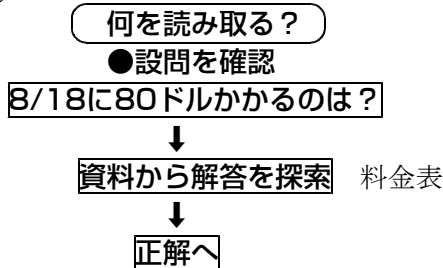 何を読み取る？
●設問を確認
8/18に80ドルかかるのは？
⬇
資料から解答を探索　料金表
⬇
正解へ